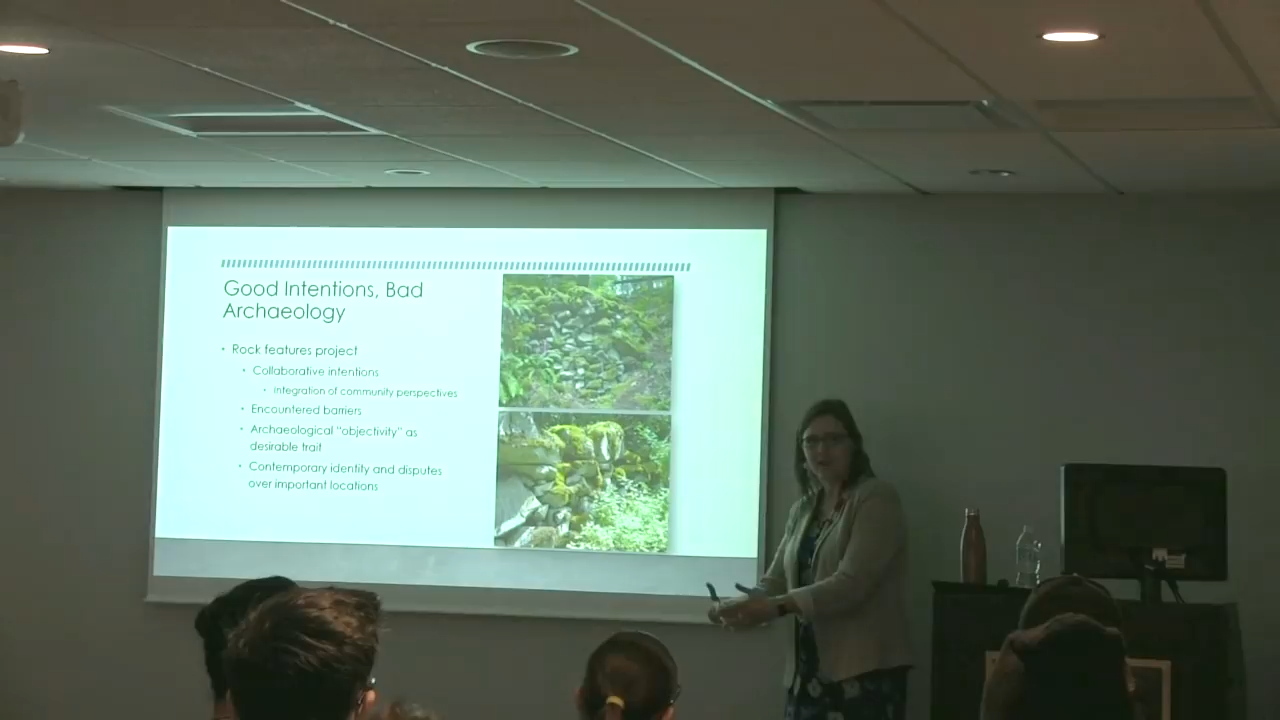 Good Intentions, Bad
Archaeology
Rock features project
Collaborative intentions
Integration of community perspectives
Encountered barriers
Archaeological "objectivity" as
desirable trait
Contemporary identity and disputes
over important locations